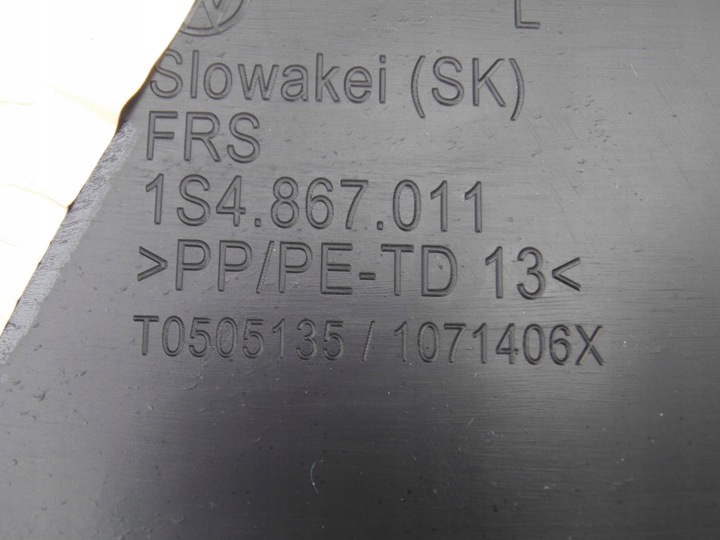 L
Slowakei (SK)
FRS
1S4.867.011
>PP/PE-TD 13<
T0505135 / 1071406X